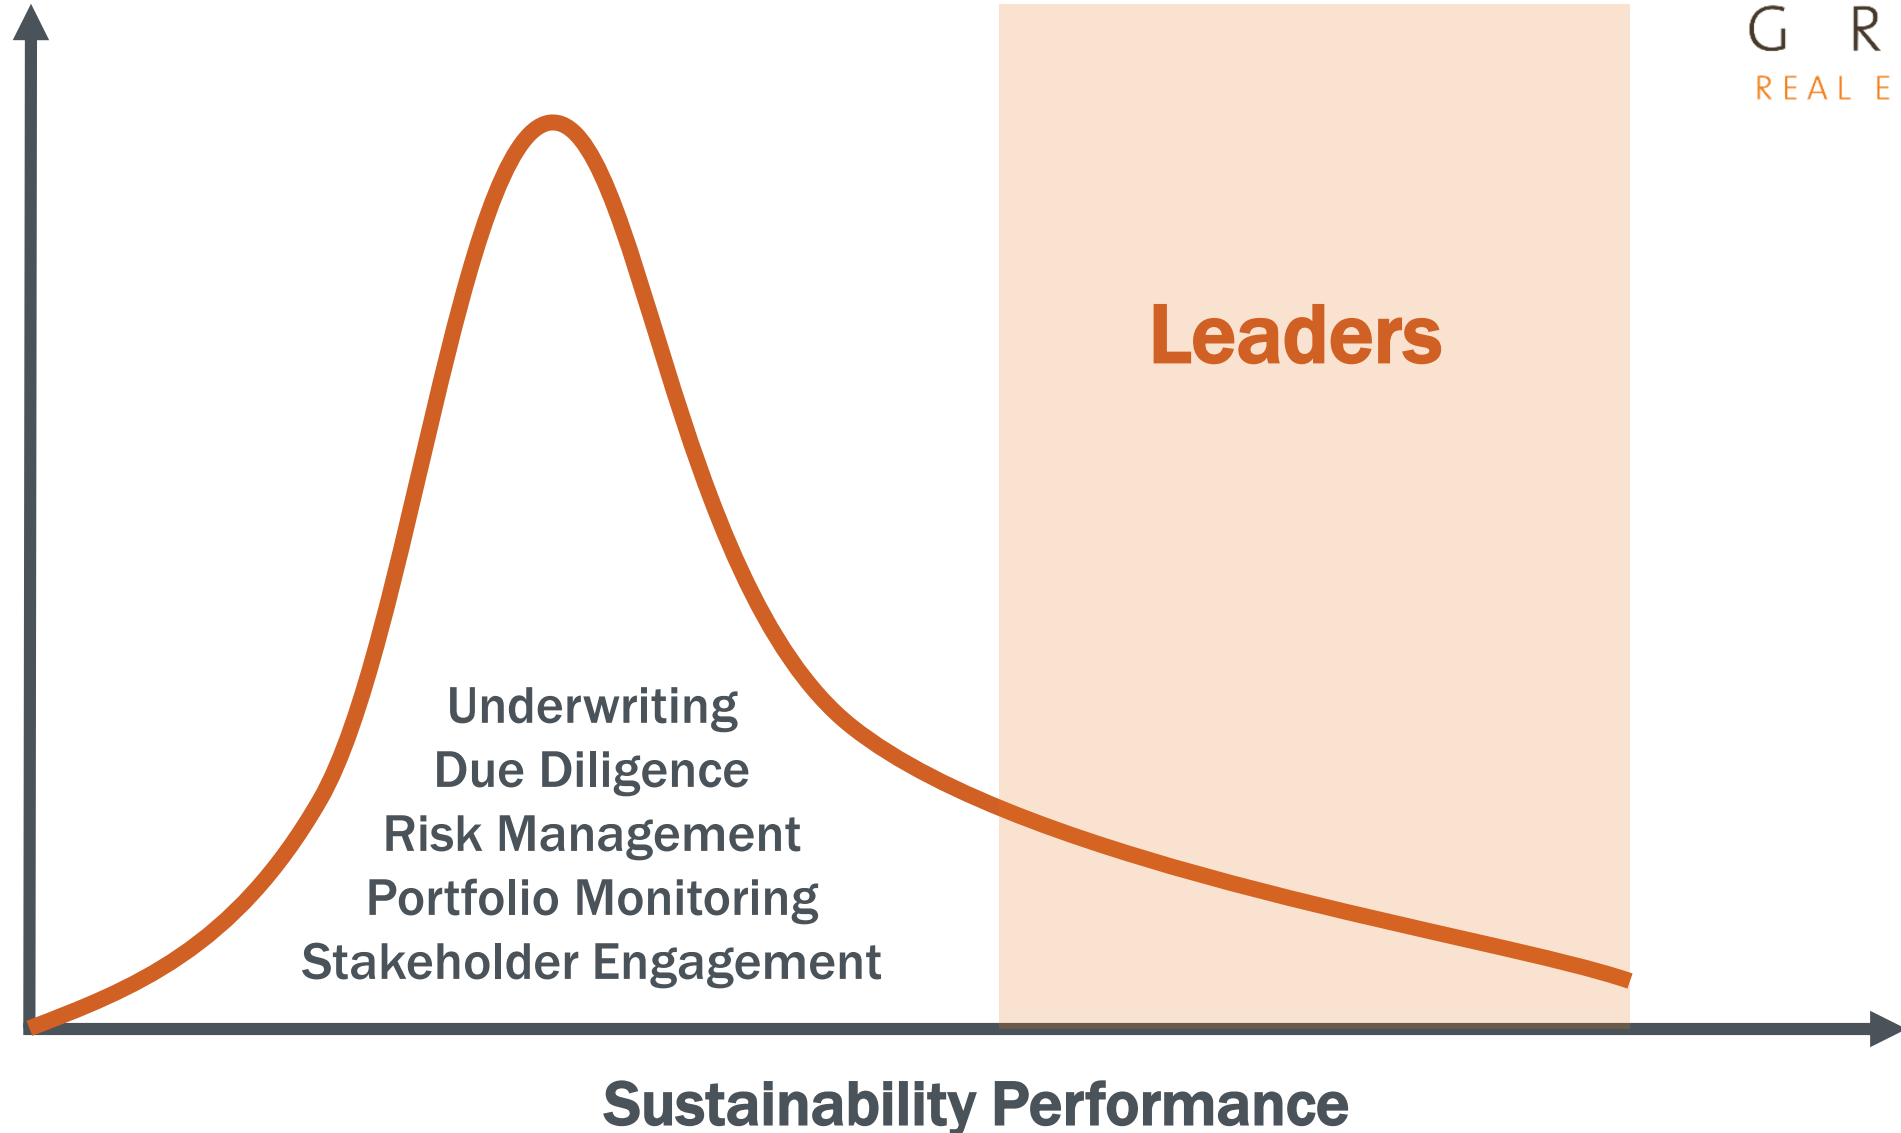 G R
REAL E
Leaders
Underwriting
Due Diligence
Risk Management
Portfolio Monitoring
Stakeholder Engagement
Sustainability Performance